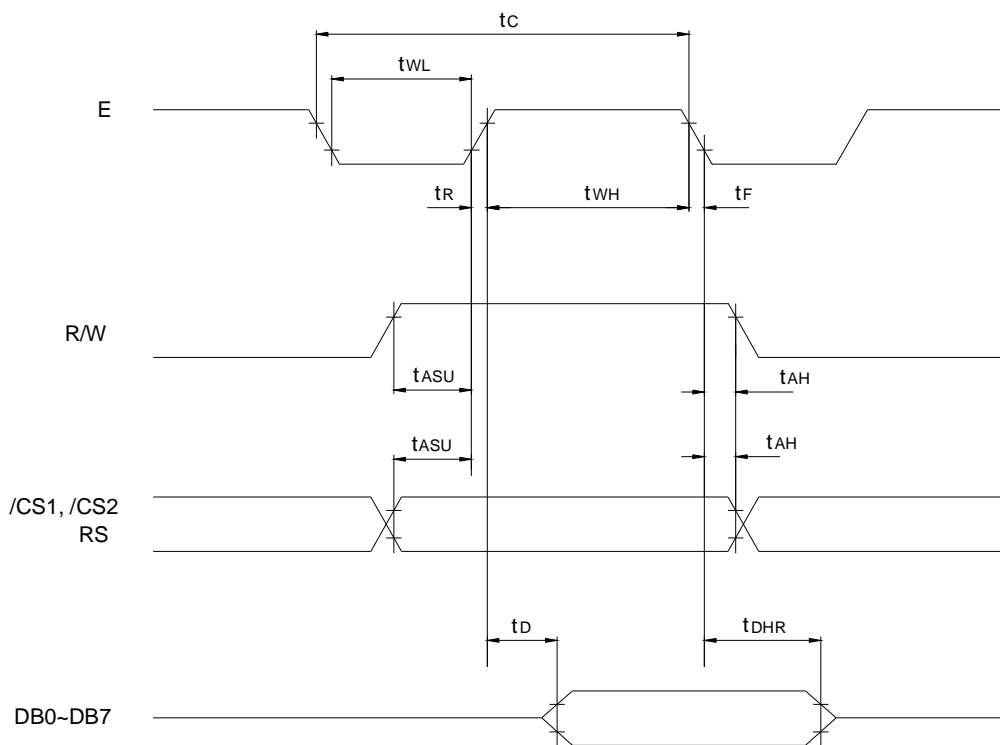 tC
tWL
E
tR
tWH
tF
R/W
tASU
tAH
tASU
tAH
/CS1, /CS2
RS
tD
tDHR
DB0~DB7